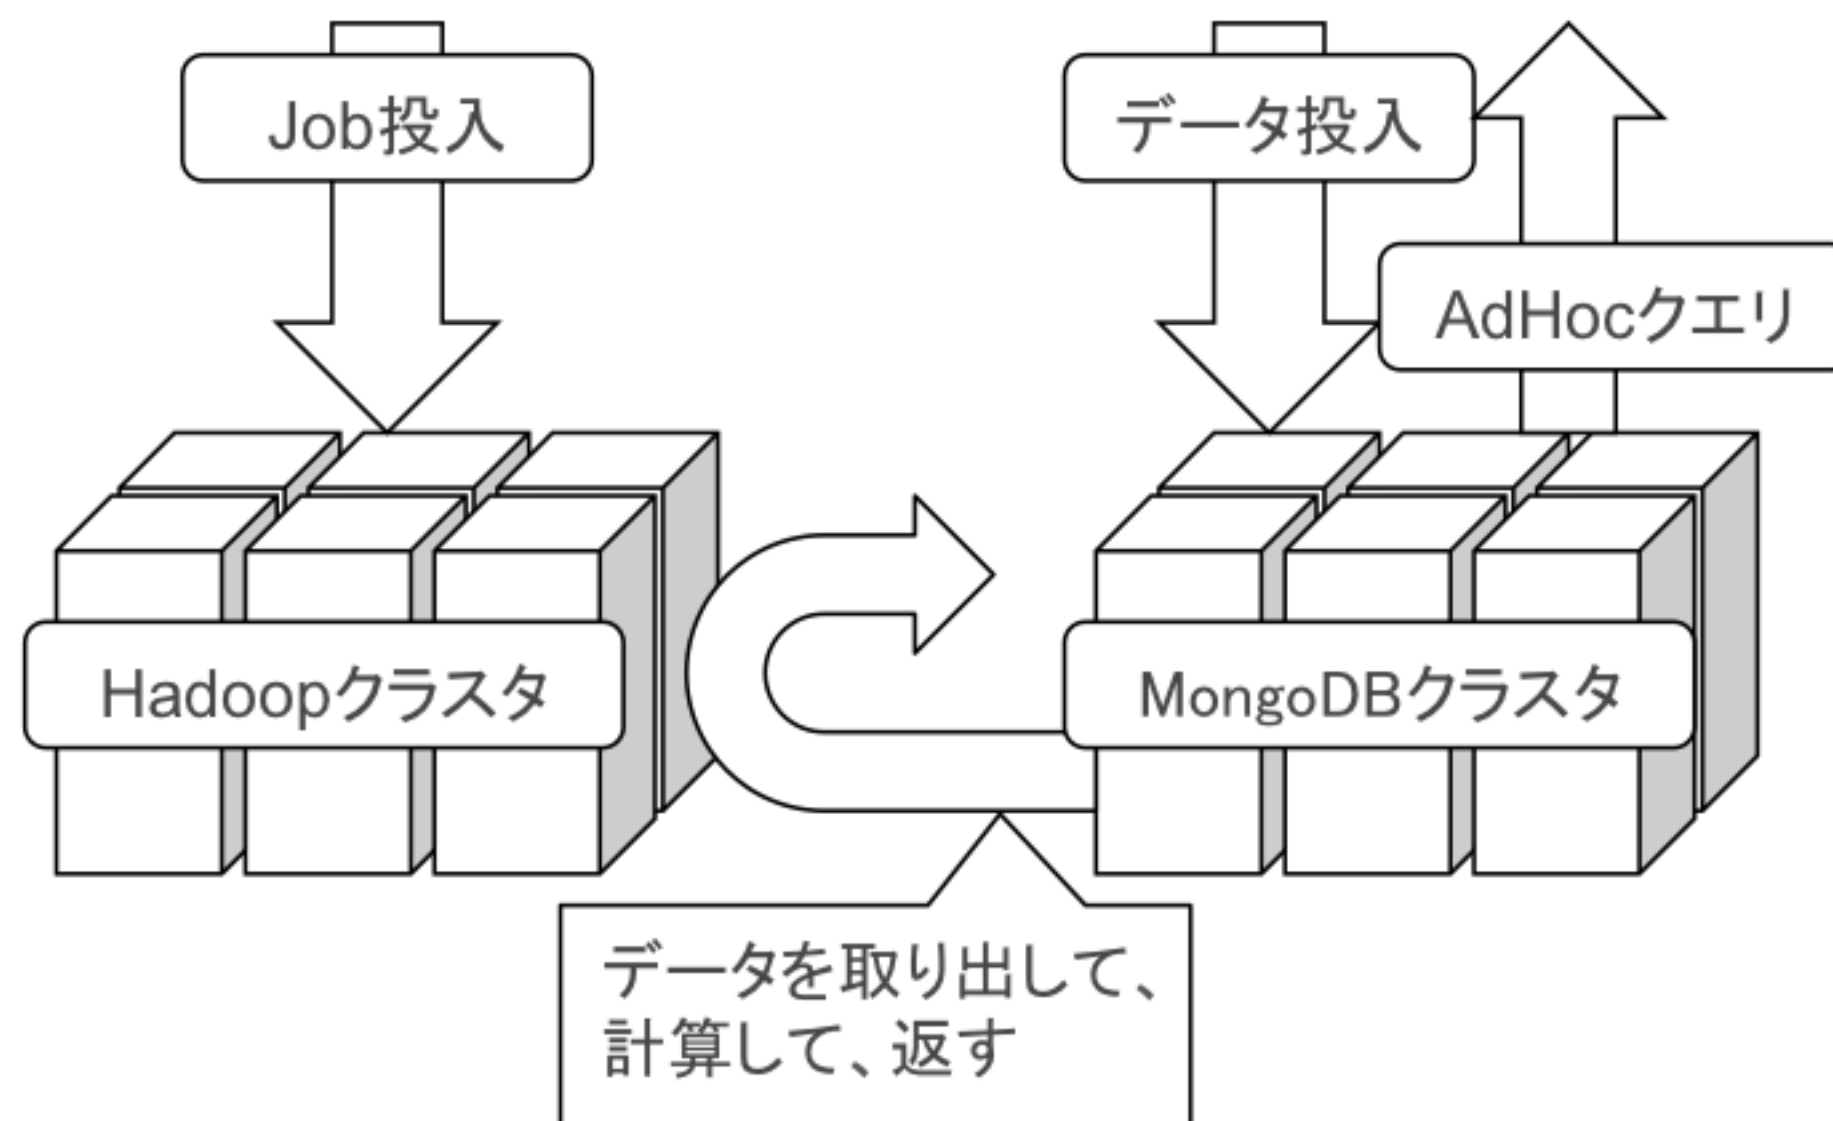 Job投入
データ投入
AdHocクエリ
Hadoopクラスタ
MongoDBクラスタ
データを取り出して、
計算して、返す